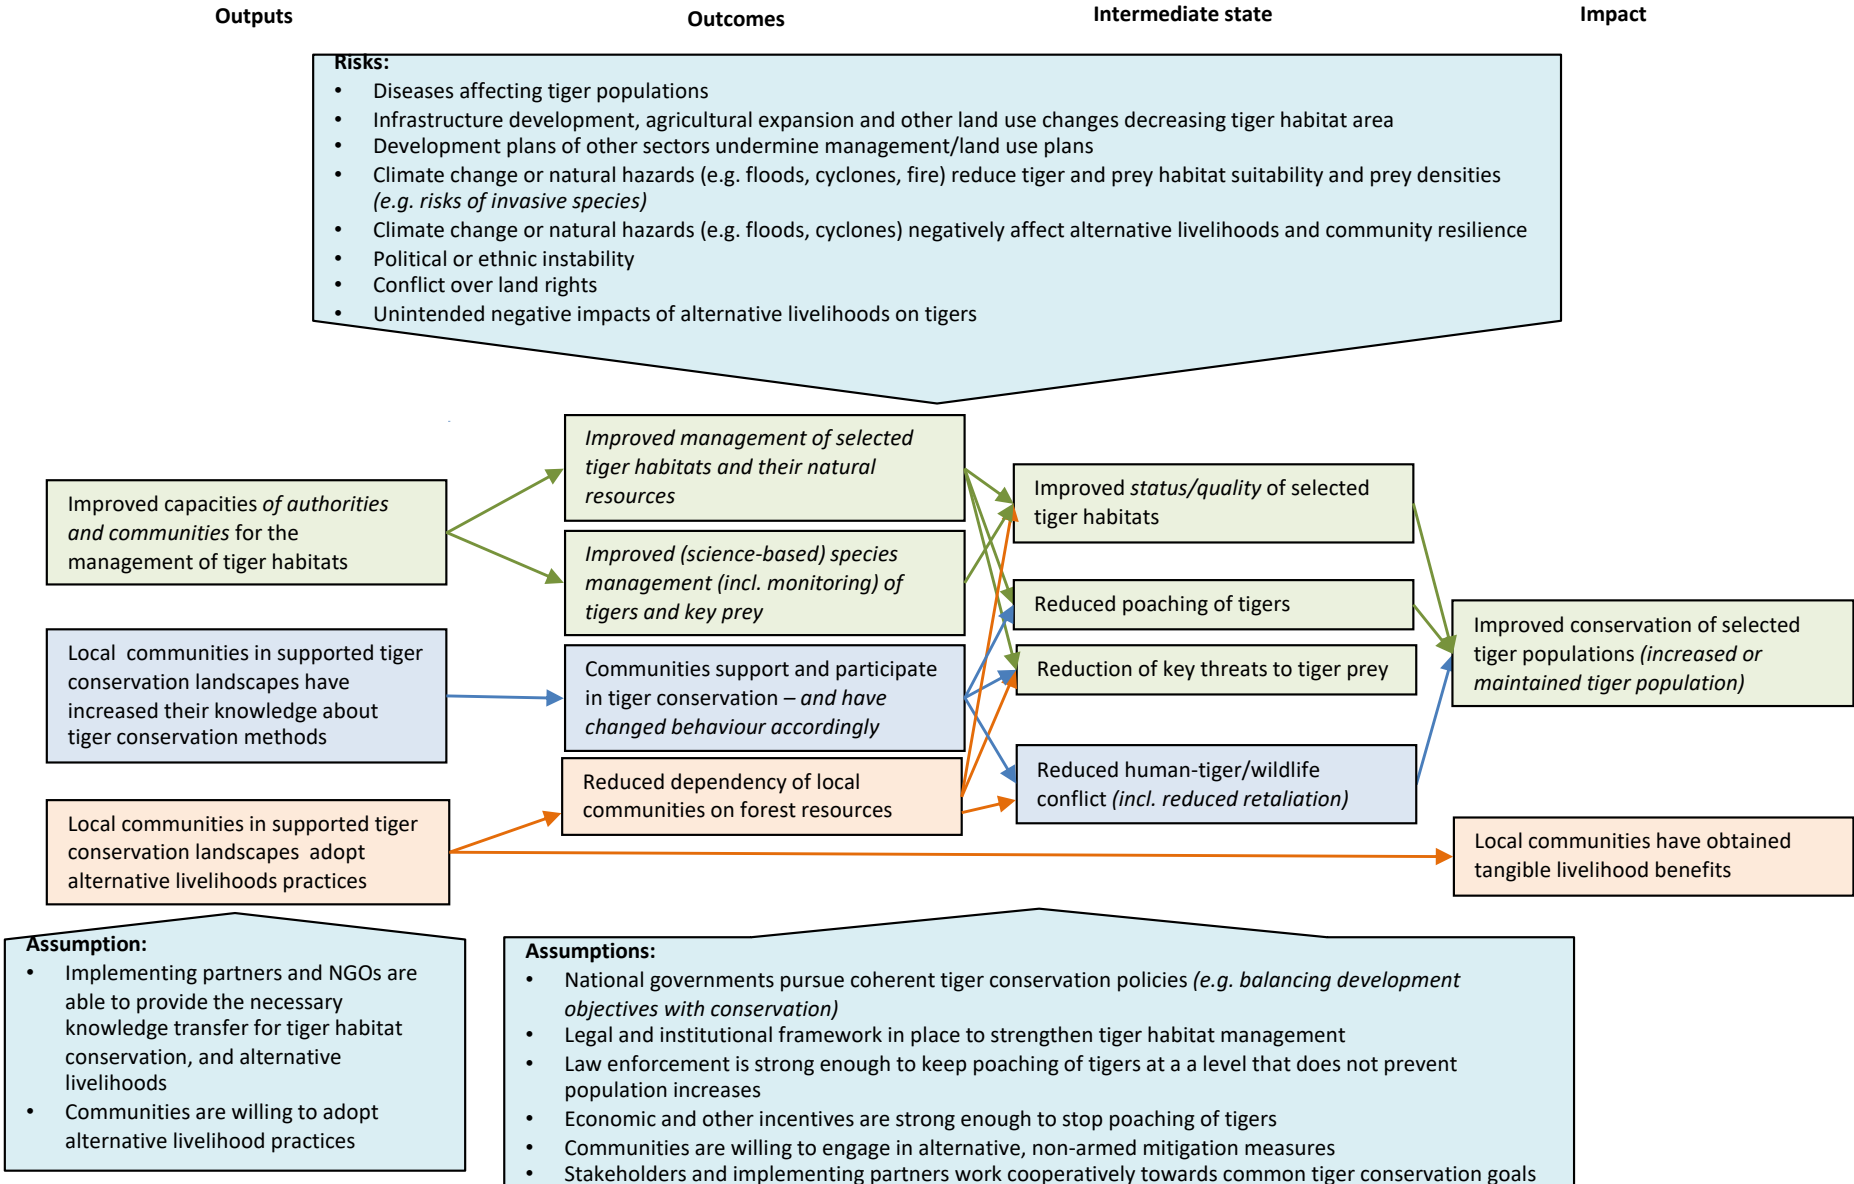 Outputs
Outcomes
Intermediate state
Impact
Risks:
• Diseases affecting tiger populations
• Infrastructure development, agricultural expansion and other land use changes decreasing tiger habitat area
• Development plans of other sectors undermine management/land use plans
• Climate change or natural hazards (e.g. floods, cyclones, fire) reduce tiger and prey habitat suitability and prey densities
(e.g. risks of invasive species)
• Climate change or natural hazards (e.g. floods, cyclones) negatively affect alternative livelihoods and community resilience
• Political or ethnic instability
• Conflict over land rights
• Unintended negative impacts of alternative livelihoods on tigers
Improved capacities of authorities
and communities for the
management of tiger habitats
Local communities in supported tiger
conservation landscapes have
increased their knowledge about
tiger conservation methods
Local communities in supported tiger
conservation landscapes adopt
alternative livelihoods practices
Improved management of selected
tiger habitats and their natural
resources
Improved (science-based) species
management (incl. monitoring) of
tigers and key prey
Communities support and participate
in tiger conservation – and have
changed behaviour accordingly
Reduced dependency of local
communities on forest resources
Improved status/quality of selected
tiger habitats
Reduced poaching of tigers
Reduction of key threats to tiger prey
Reduced human-tiger/wildlife
conflict (incl. reduced retaliation)
Improved conservation of selected
tiger populations (increased or
maintained tiger population)
Local communities have obtained
tangible livelihood benefits
Assumption:
• Implementing partners and NGOs are
able to provide the necessary
knowledge transfer for tiger habitat
conservation, and alternative
livelihoods
• Communities are willing to adopt
alternative livelihood practices
Assumptions:
• National governments pursue coherent tiger conservation policies (e.g. balancing development
objectives with conservation)
• Legal and institutional framework in place to strengthen tiger habitat management
• Law enforcement is strong enough to keep poaching of tigers at a a level that does not prevent
population increases
• Economic and other incentives are strong enough to stop poaching of tigers
• Communities are willing to engage in alternative, non-armed mitigation measures
• Stakeholders and implementing partners work cooperatively towards common tiger conservation goals